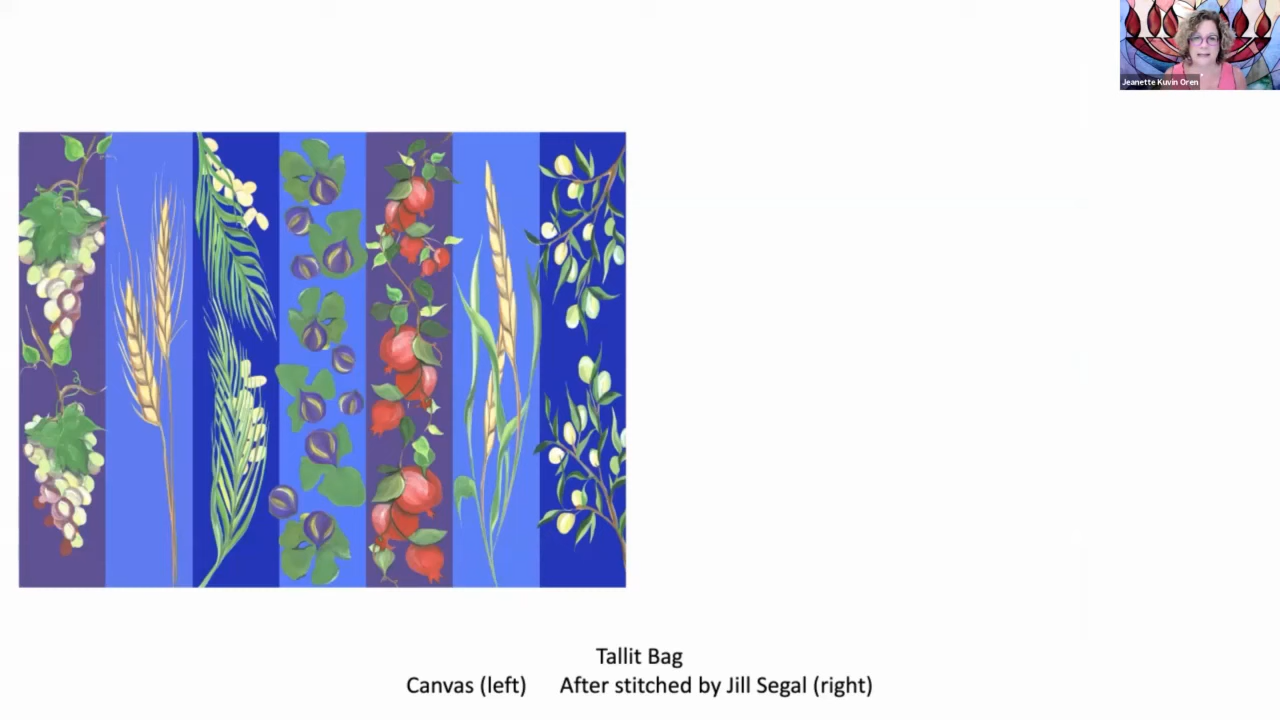 Jeanette Kuvin Oren
Tallit Bag
Canvas (left) After stitched by Jill Segal (right)